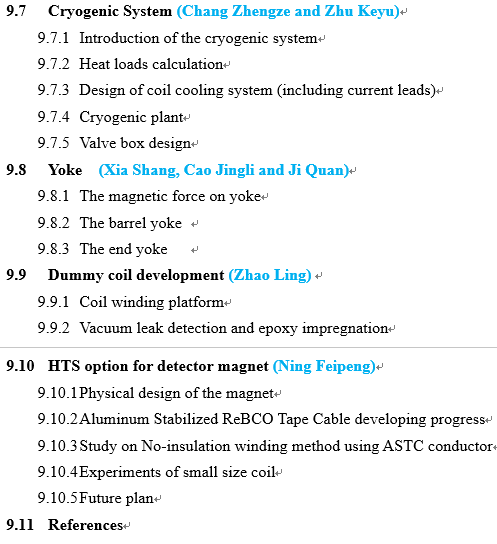 9.7 Cryogenic System (Chang Zhengze and Zhu Keyu)
9.7.1 Introduction of the cryogenic system
9.7.2 Heat loads calculation
9.7.3 Design of coil cooling system (including current leads)
9.7.4 Cryogenic plant
9.7.5 Valve box design
9.8 Yoke (Xia Shang, Cao Jingli and Ji Quan)
9.8.1 The magnetic force on yoke
9.8.2 The barrel yoke
9.8.3 The end yoke
9.9 Dummy coil development (Zhao Ling)
9.9.1 Coil winding platform
9.9.2 Vacuum leak detection and epoxy impregnation
9.10 HTS option for detector magnet (Ning Feipeng)
9.10.1 Physical design of the magnet
9.10.2 Aluminum Stabilized ReBCO Tape Cable developing progress
9.10.3 Study on No-insulation winding method using ASTC conductor
9.10.4 Experiments of small size coil
9.10.5 Future plan
9.11 References